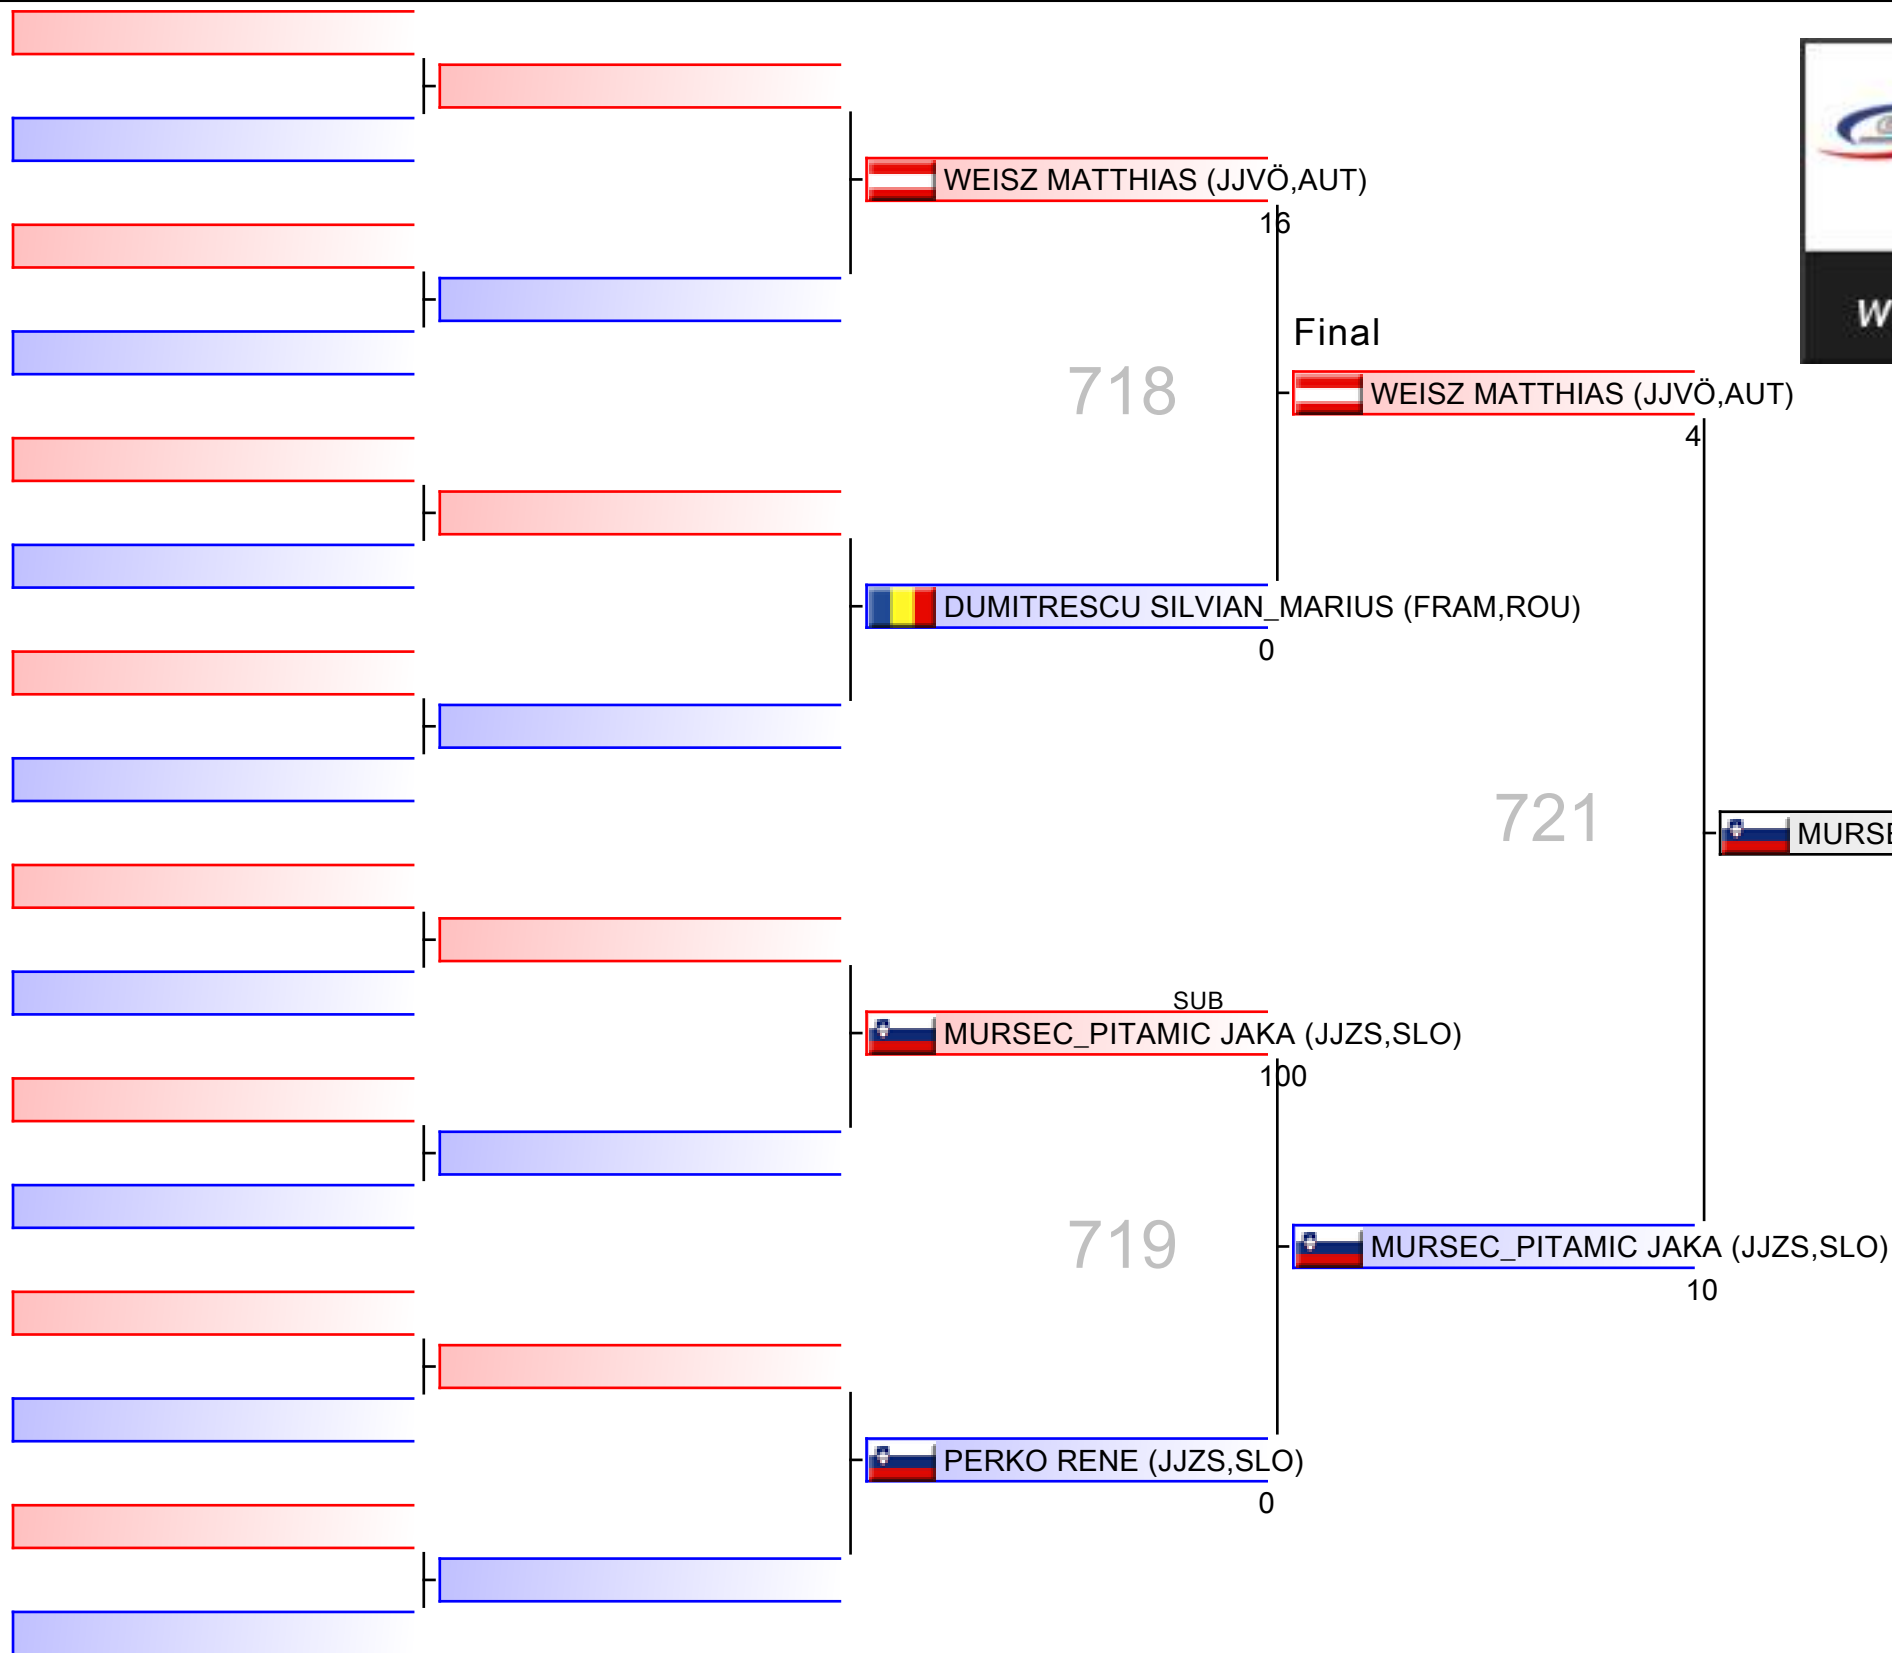 WEISZ MATTHIAS (JJVÖ,AUT)
16
718
DUMITRESCU SILVIAN_MARIUS (FRAM,ROU)
0
SUB
MURSEC_PITAMIC JAKA (JJZS,SLO)
100
719
PERKO RENE (JJZS,SLO)
0
Final
WEISZ MATTHIAS (JJVÖ,AUT)
4
721
MURSEC_PITAMIC JAKA (JJZS,SLO)
10